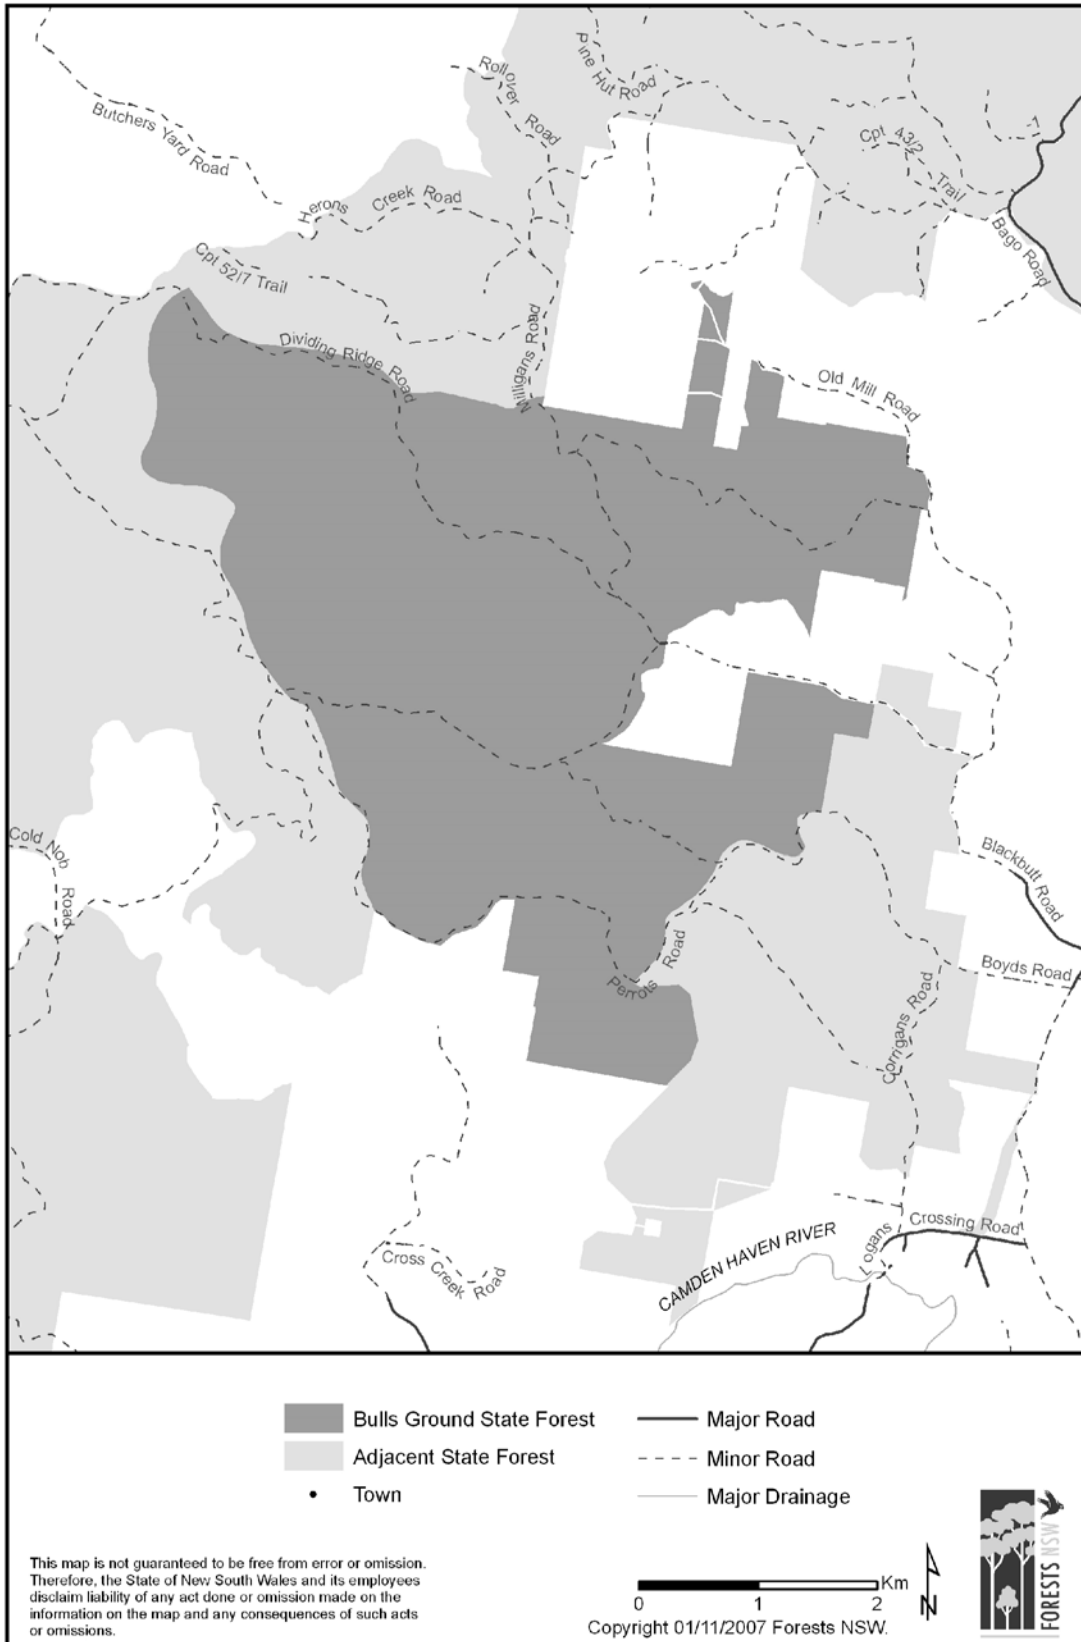 Pine Hut Road
Rollover Road
Butchers Yard Road
Cpt 43/2 Trail
-7
Herons Creek Road
Bago Road
Cpt 52/7 Trail
Milligans Road
Dividing Ridge Road
Old Mill Road
Cold Nob Road
Blackbutt Road
Boyds Road
Perrots Road
Corrigans Road
Logans Crossing Road
CAMDEN HAVEN RIVER
Cross Creek Road
Bulls Ground State Forest
Adjacent State Forest
Town
Major Road
Minor Road
Major Drainage
This map is not guaranteed to be free from error or omission.
Therefore, the State of New South Wales and its employees
disclaim liability of any act done or omission made on the
information on the map and any consequences of such acts
or omissions.
Km
0 1 2
Copyright 01/11/2007 Forests NSW.
N
FORESTS NSW